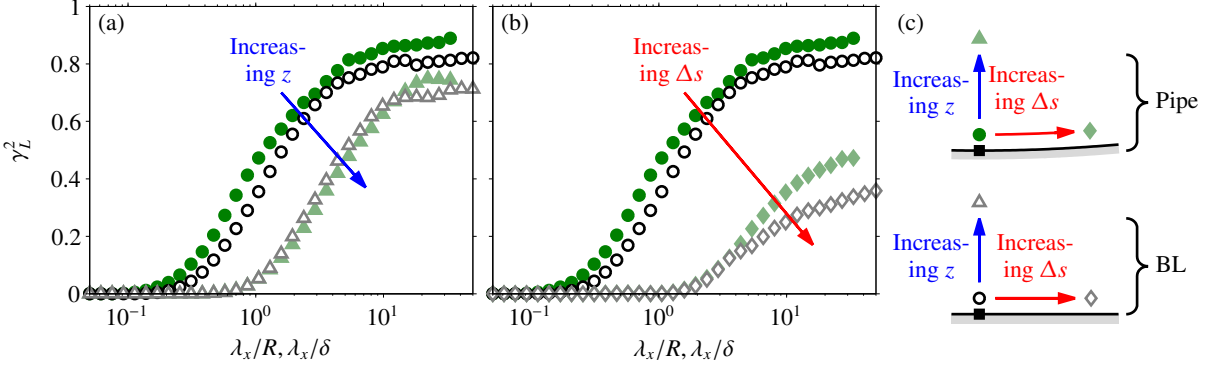 (a)
(b)
(c)
γ_L^2
1
0.8
0.6
0.4
0.2
0
Increas-
ing z
10^{-1}
10^0
10^1
λ_x/R, λ_x/δ
Increas-
ing Δs
10^{-1}
10^0
10^1
λ_x/R, λ_x/δ
Increas-
ing z
Increas-
ing Δs
Pipe
Increas-
ing z
Increas-
ing Δs
BL